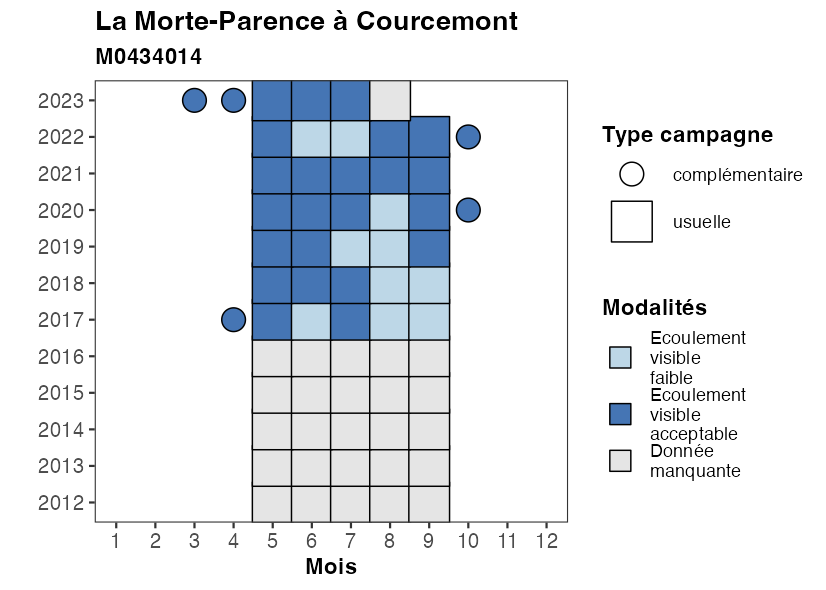 La Morte-Parence à Courcemont
M0434014
2023
2022
2021
2020
2019
2018
2017
2016
2015
2014
2013
2012
1 2 3 4 5 6 7 8 9 10 11 12
Mois
Type campagne
complémentaire
usuelle
Modalités
Ecoulement
visible
faible
Ecoulement
visible
acceptable
Donnée
manquante